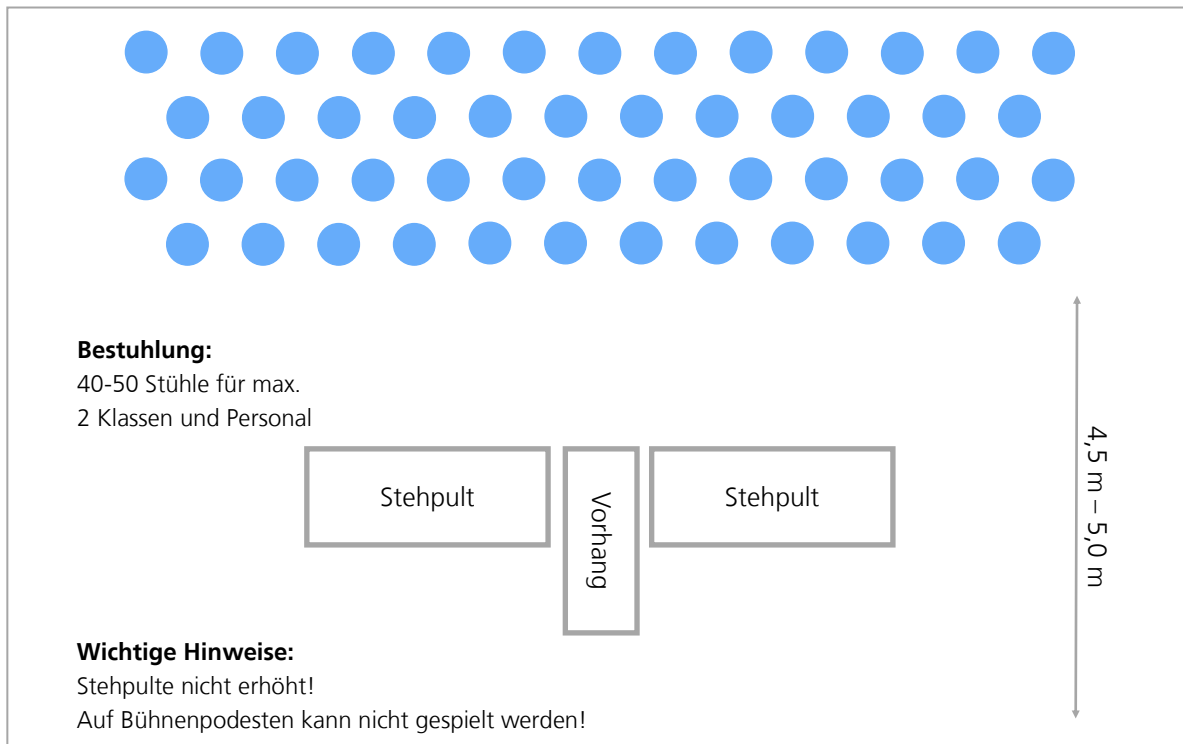 Bestuhlung:
40-50 Stühle für max.
2 Klassen und Personal
Stehpult
Vorhang
Stehpult
4,5 m – 5,0 m
Wichtige Hinweise:
Stehpulte nicht erhöht!
Auf Bühnenpodesten kann nicht gespielt werden!